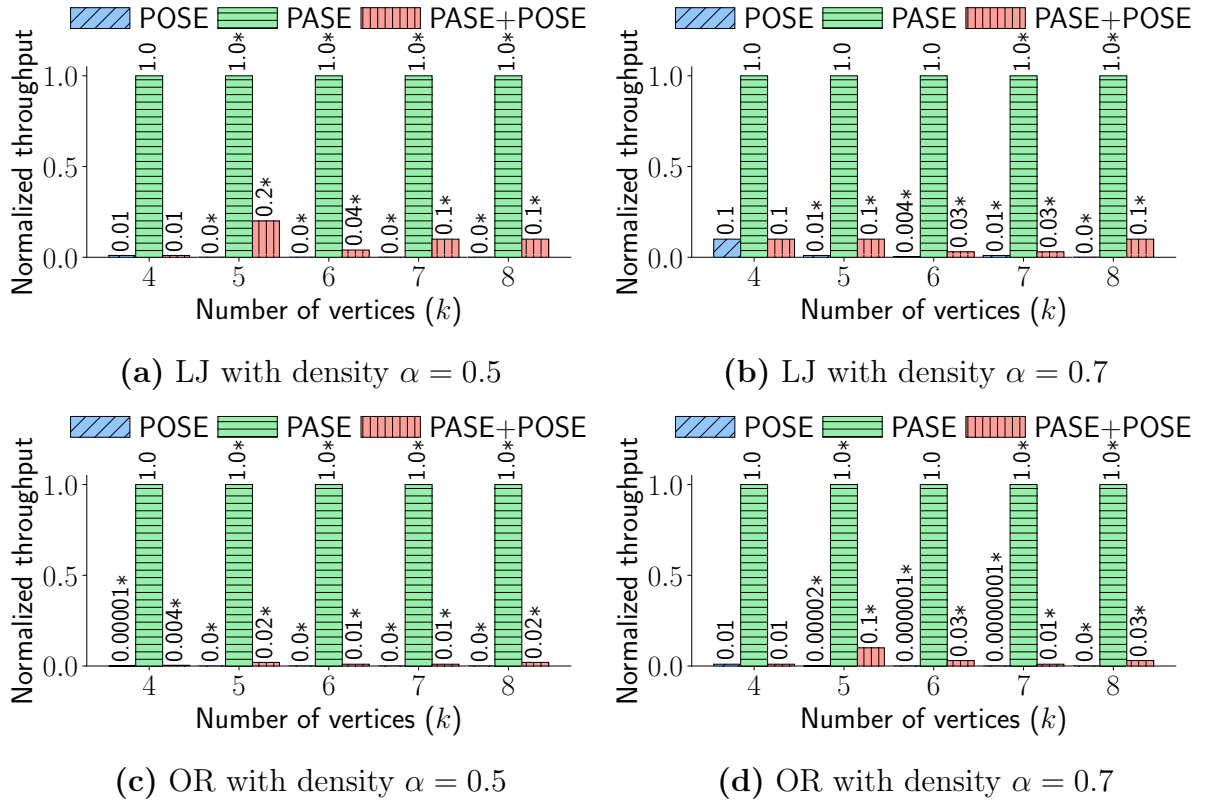 POSE PASE PASE+POSE
Normalized throughput
1.0
0.5
0.0
0.01 1.0 0.01
0.0* 1.0* 0.2*
0.0* 1.0* 0.04*
0.0* 1.0* 0.1*
0.0* 1.0* 0.1*
4 5 6 7 8
Number of vertices (k)
(a) LJ with density α = 0.5
POSE PASE PASE+POSE
Normalized throughput
1.0
0.5
0.0
0.1 1.0 0.1
0.01* 1.0 0.1*
0.004* 1.0 0.03*
0.01* 1.0* 0.03*
0.0* 1.0* 0.1*
4 5 6 7 8
Number of vertices (k)
(b) LJ with density α = 0.7
POSE PASE PASE+POSE
Normalized throughput
1.0
0.5
0.0
0.00001* 1.0 0.004*
0.0* 1.0* 0.02*
0.0* 1.0* 0.01*
0.0* 1.0* 0.01*
0.0* 1.0* 0.02*
4 5 6 7 8
Number of vertices (k)
(c) OR with density α = 0.5
POSE PASE PASE+POSE
Normalized throughput
1.0
0.5
0.0
0.01 1.0 0.01
0.00002* 1.0* 0.1*
0.000001* 1.0 0.03*
0.0000001* 1.0* 0.01*
0.0* 1.0* 0.03*
4 5 6 7 8
Number of vertices (k)
(d) OR with density α = 0.7